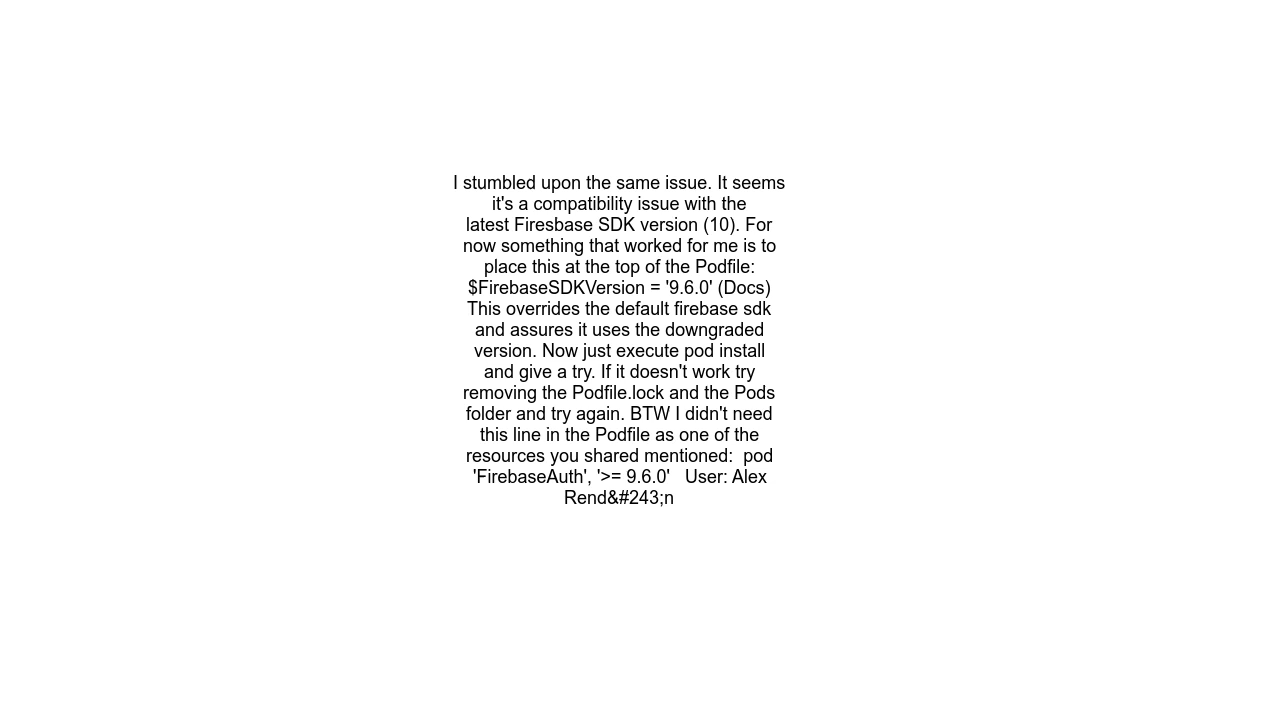 I stumbled upon the same issue. It seems
it's a compatibility issue with the
latest Firesbase SDK version (10). For
now something that worked for me is to
place this at the top of the Podfile:
$FirebaseSDKVersion = '9.6.0' (Docs)
This overrides the default firebase sdk
and assures it uses the downgraded
version. Now just execute pod install
and give a try. If it doesn't work try
removing the Podfile.lock and the Pods
folder and try again. BTW I didn't need
this line in the Podfile as one of the
resources you shared mentioned:  pod
'FirebaseAuth', '>= 9.6.0'   User: Alex
Rend&#243;n